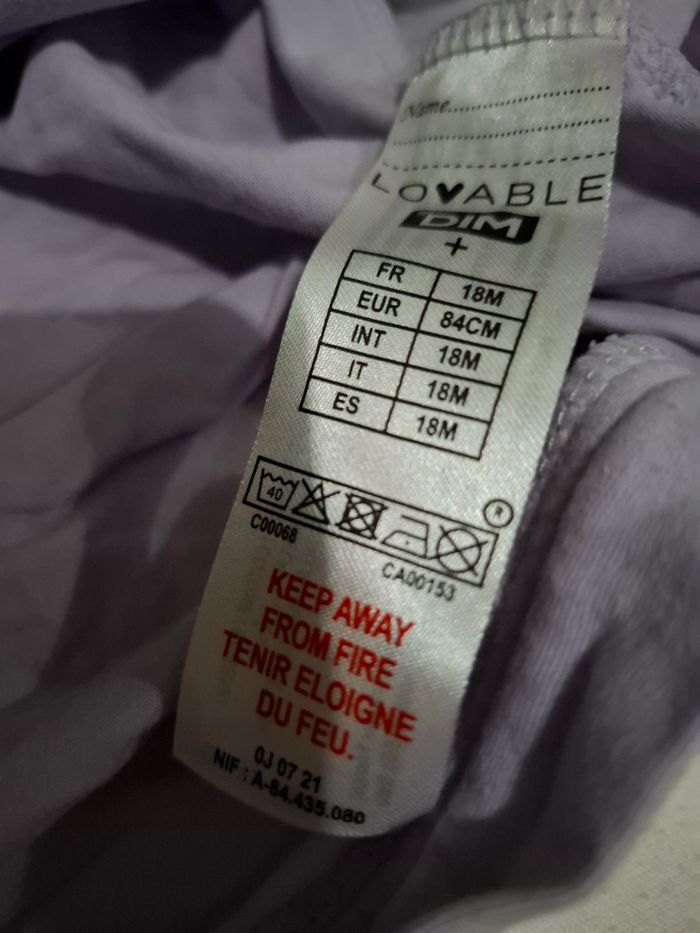 Name
LOVABLE
DIM
+
FR 18M
EUR 84CM
INT 18M
IT 18M
ES 18M
40
®
C00068
CA00153
KEEP AWAY
FROM FIRE
TENIR ELOIGNE
DU FEU.
0J 07 21
NIF : A-84.435.080